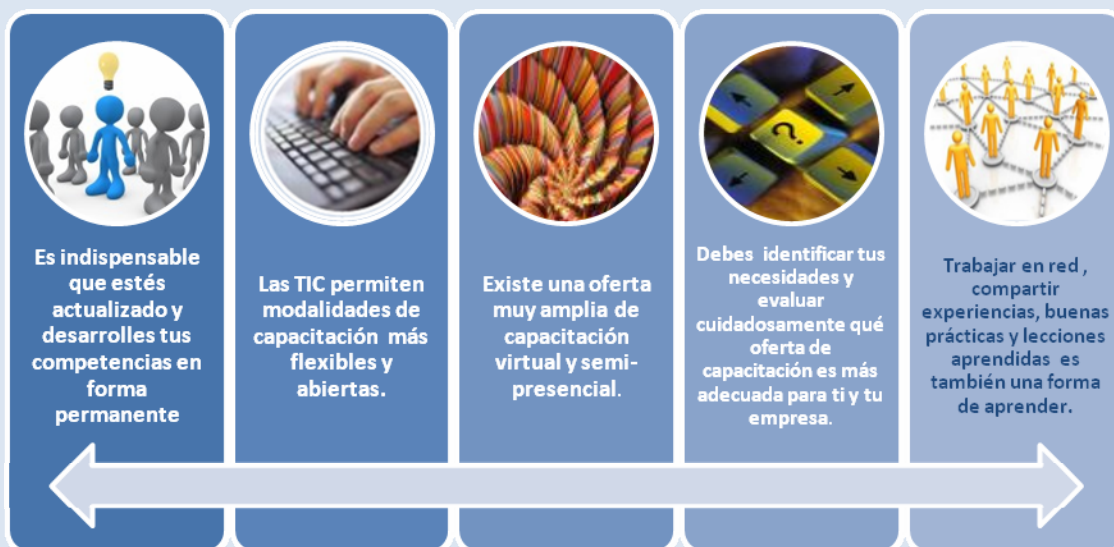 Es indispensable
que estés
actualizado y
desarrolles tus
competencias en
forma
permanente
Las TIC permiten
modalidades de
capacitación más
flexibles y
abiertas.
Existe una oferta
muy amplia de
capacitación
virtual y semi-
presencial.
Debes identificar tus
necesidades y
evaluar
cuidadosamente qué
oferta de
capacitación es más
adecuada para ti y tu
empresa.
Trabajar en red ,
compartir
experiencias, buenas
prácticas y lecciones
aprendidas es
también una forma
de aprender.